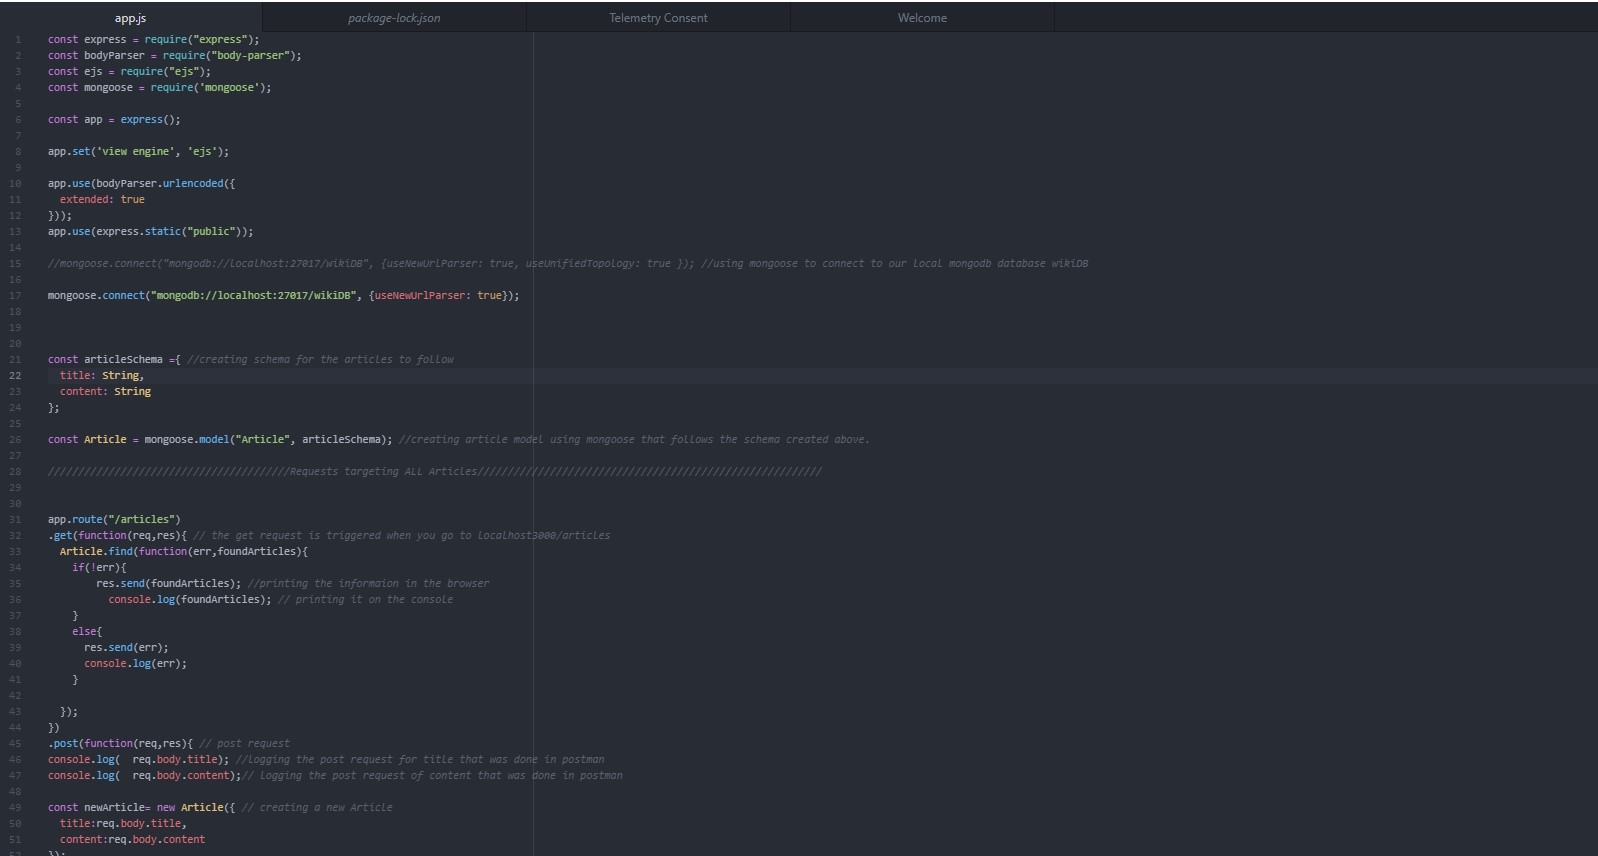 app.js package-lock.json Telemetry Consent Welcome
1 const express = require("express");
2 const bodyParser = require("body-parser");
3 const ejs = require("ejs");
4 const mongoose = require('mongoose');
5
6 const app = express();
7
8 app.set('view engine', 'ejs');
9
10 app.use(bodyParser.urlencoded({
11 extended: true
12 }));
13 app.use(express.static("public"));
14
15 //mongoose.connect("mongodb://localhost:27017/wikiDB", {useNewUrlParser: true, useUnifiedTopology: true }); //using mongoose to connect to our local mongodb database wikiDB
16
17 mongoose.connect("mongodb://localhost:27017/wikiDB", {useNewUrlParser: true});
18
19
20
21 const articleSchema ={ //creating schema for the articles to follow
22 title: String,
23 content: String
24 };
25
26 const Article = mongoose.model("Article", articleSchema); //creating article model using mongoose that follows the schema created above.
27
28 ////////////////////////////////////////Requests targeting ALL Articles/////////////////////////////////////////////////////////
29
30
31 app.route("/articles")
32 .get(function(req,res){ // the get request is triggered when you go to localhost3000/articles
33 Article.find(function(err,foundArticles){
34 if(!err){
35 res.send(foundArticles); //printing the informaion in the browser
36 console.log(foundArticles); // printing it on the console
37 }
38 else{
39 res.send(err);
40 console.log(err);
41 }
42
43 });
44 })
45 .post(function(req,res){ // post request
46 console.log(  req.body.title); //logging the post request for title that was done in postman
47 console.log(  req.body.content);// logging the post request of content that was done in postman
48
49 const newArticle= new Article({ // creating a new Article
50 title:req.body.title,
51 content:req.body.content
52 });